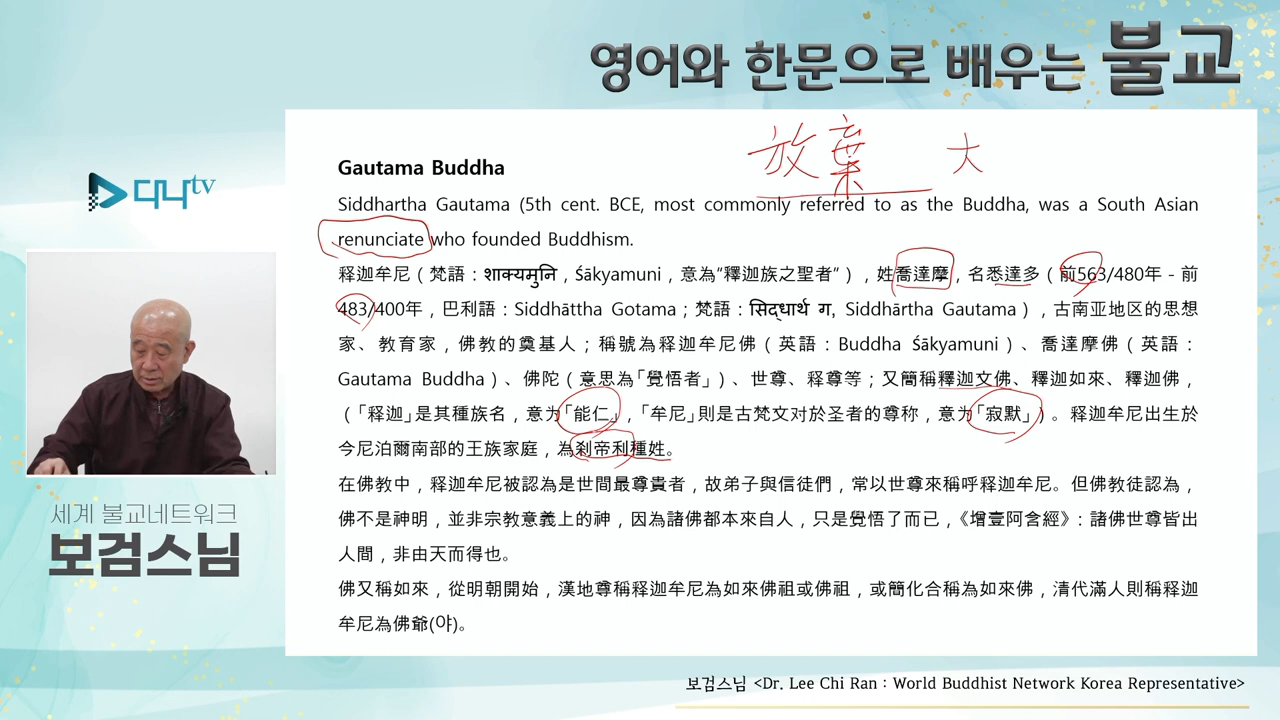 영어와 한문으로 배우는 불교
放棄 大
디나tv
Gautama Buddha
Siddhartha Gautama (5th cent. BCE, most commonly referred to as the Buddha, was a South Asian
renunciate who founded Buddhism.
释迦牟尼（梵語：शाक्यमुनि，Śākyamuni，意為“釋迦族之聖者”），姓喬達摩，名悉達多（前563/480年－前
483/400年，巴利語：Siddhāttha Gotama；梵語：सिद्धार्थ ग, Siddhārtha Gautama），古南亚地区的思想
家、教育家，佛教的奠基人；稱號為释迦牟尼佛（英語：Buddha Śākyamuni）、喬達摩佛（英語：
Gautama Buddha）、佛陀（意思為「覺悟者」）、世尊、释尊等；又簡稱釋迦文佛、釋迦如來、釋迦佛，
（「释迦」是其種族名，意为「能仁」，「牟尼」則是古梵文对於圣者的尊称，意为「寂默」）。释迦牟尼出生於
今尼泊爾南部的王族家庭，為刹帝利種姓。
在佛教中，释迦牟尼被認為是世間最尊貴者，故弟子與信徒們，常以世尊來稱呼释迦牟尼。但佛教徒認為，
佛不是神明，並非宗教意義上的神，因為諸佛都本來自人，只是覺悟了而已，《增壹阿含經》：諸佛世尊皆出
人間，非由天而得也。
佛又稱如來，從明朝開始，漢地尊稱释迦牟尼為如來佛祖或佛祖，或簡化合稱為如來佛，清代滿人則稱释迦
牟尼為佛爺(야)。
세계 불교네트워크
보검스님
보검스님 <Dr. Lee Chi Ran : World Buddhist Network Korea Representative>